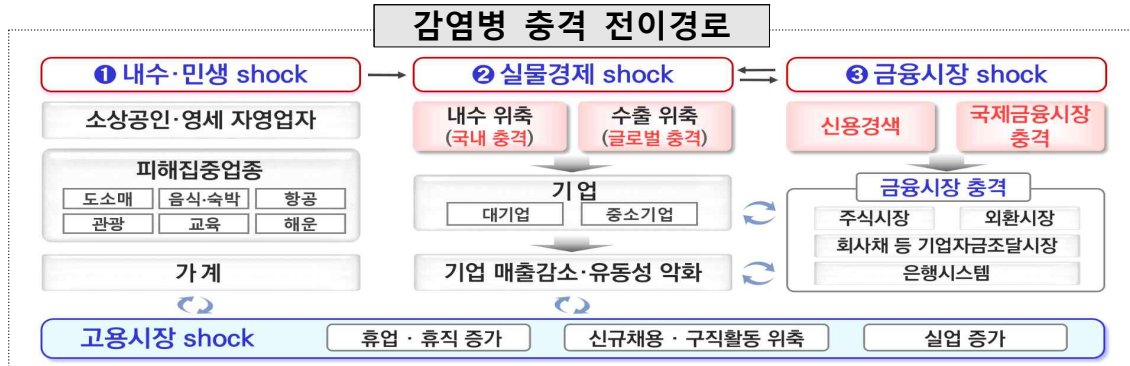 감염병 충격 전이경로
❶ 내수·민생 shock
❷ 실물경제 shock
❸ 금융시장 shock
소상공인·영세 자영업자
피해집중업종
도소매 음식·숙박 항공
관광 교육 해운
가계
내수 위축
(국내 충격)
수출 위축
(글로벌 충격)
기업
대기업 중소기업
기업 매출감소·유동성 악화
신용경색
국제금융시장
충격
금융시장 충격
주식시장 외환시장
회사채 등 기업자금조달시장
은행시스템
고용시장 shock
휴업 · 휴직 증가
신규채용 · 구직활동 위축
실업 증가